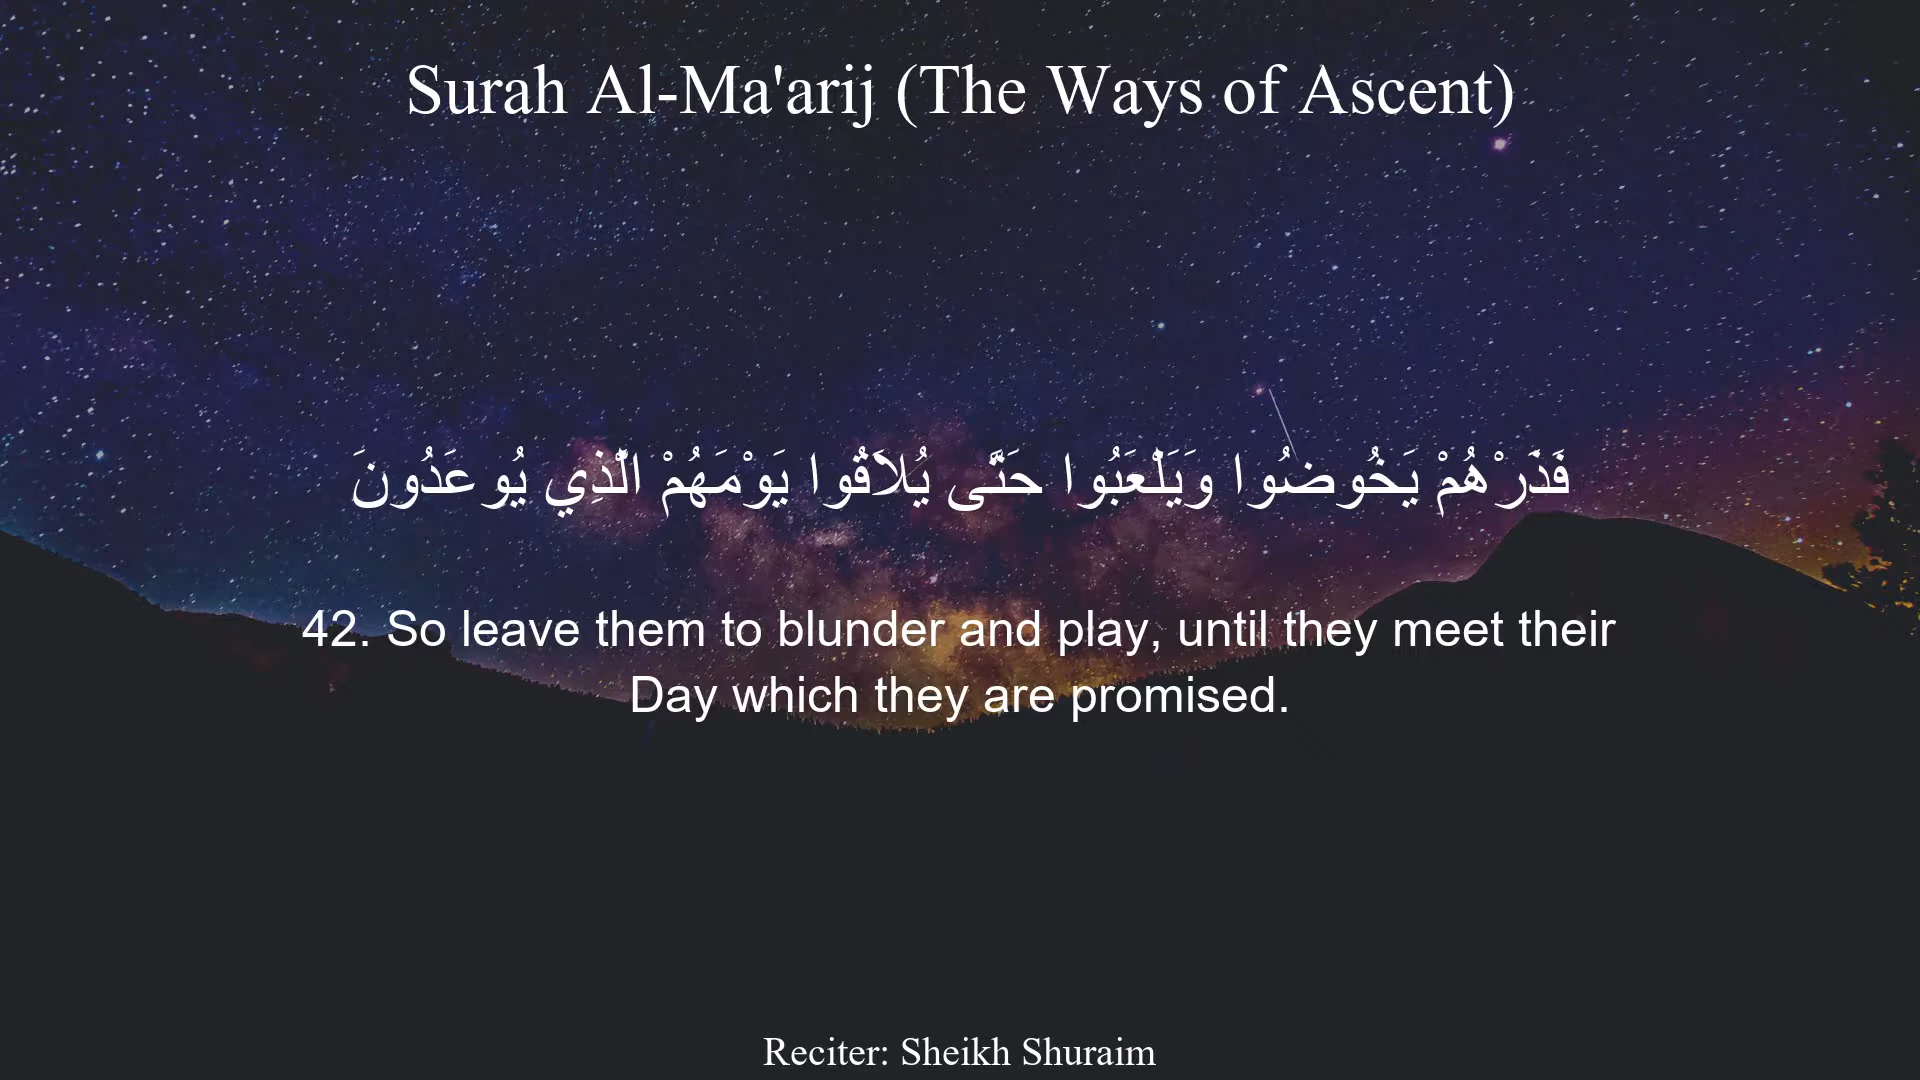 Surah Al-Ma'arij (The Ways of Ascent)
فَذَرْهُمْ يَخُوضُوا وَيَلْعَبُوا حَتَّى يُلَاقُوا يَوْمَهُمْ الَّذِي يُوعَدُونَ
42. So leave them to blunder and play, until they meet their
Day which they are promised.
Reciter: Sheikh Shuraim